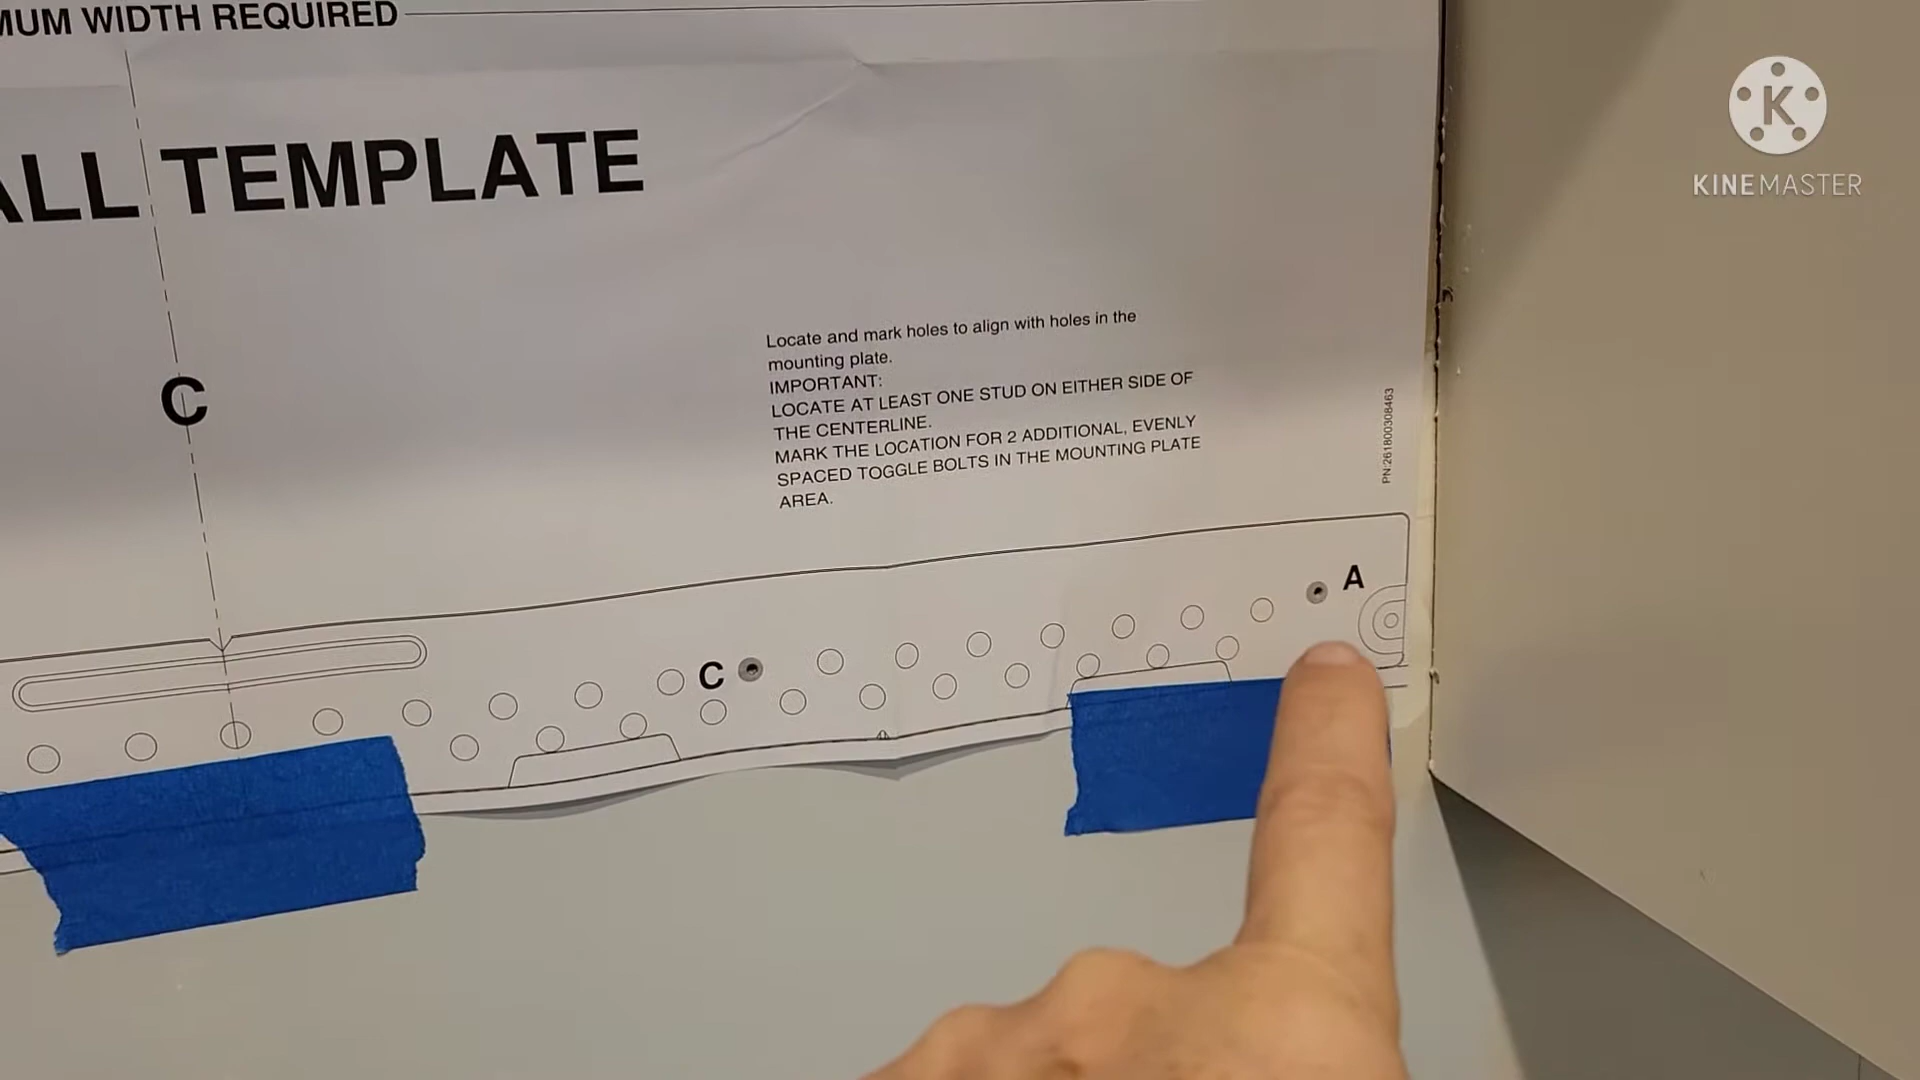 MUM WIDTH REQUIRED
ALL TEMPLATE
C
Locate and mark holes to align with holes in the
mounting plate.
IMPORTANT:
LOCATE AT LEAST ONE STUD ON EITHER SIDE OF
THE CENTERLINE.
MARK THE LOCATION FOR 2 ADDITIONAL, EVENLY
SPACED TOGGLE BOLTS IN THE MOUNTING PLATE
AREA.
PN:261800308463
A
C
K
KINEMASTER